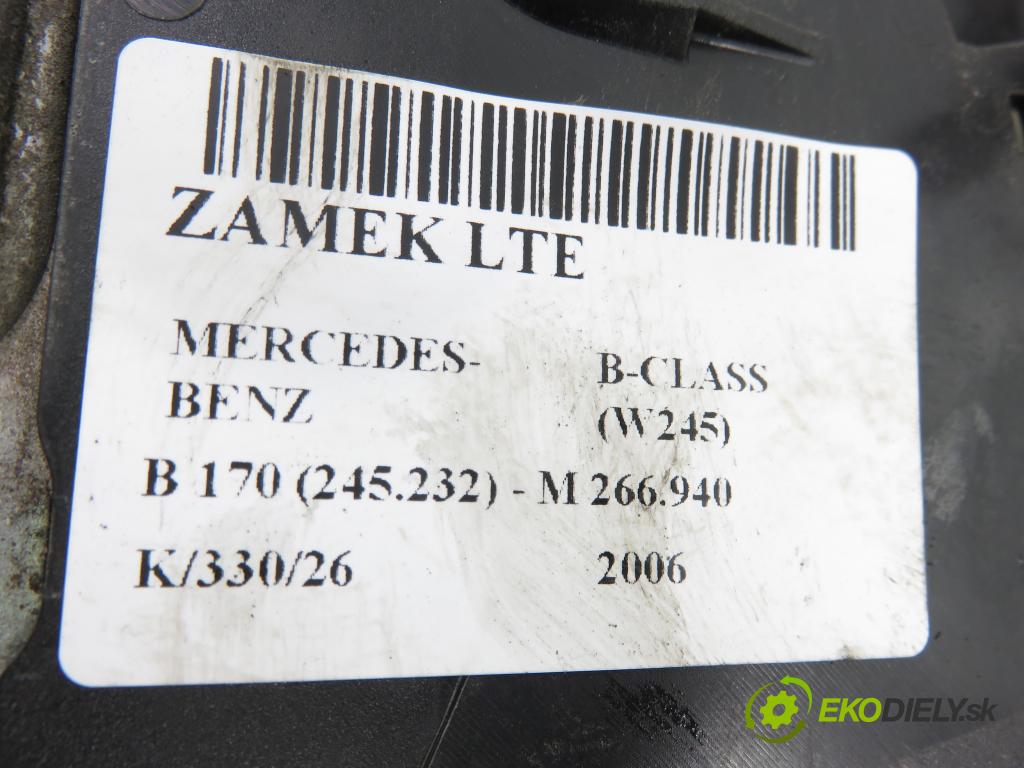 ZAMEK LTE
MERCEDES-
BENZ
B-CLASS
(W245)
B 170 (245.232) - M 266.940
K/330/26 2006
EKODIELY.sk